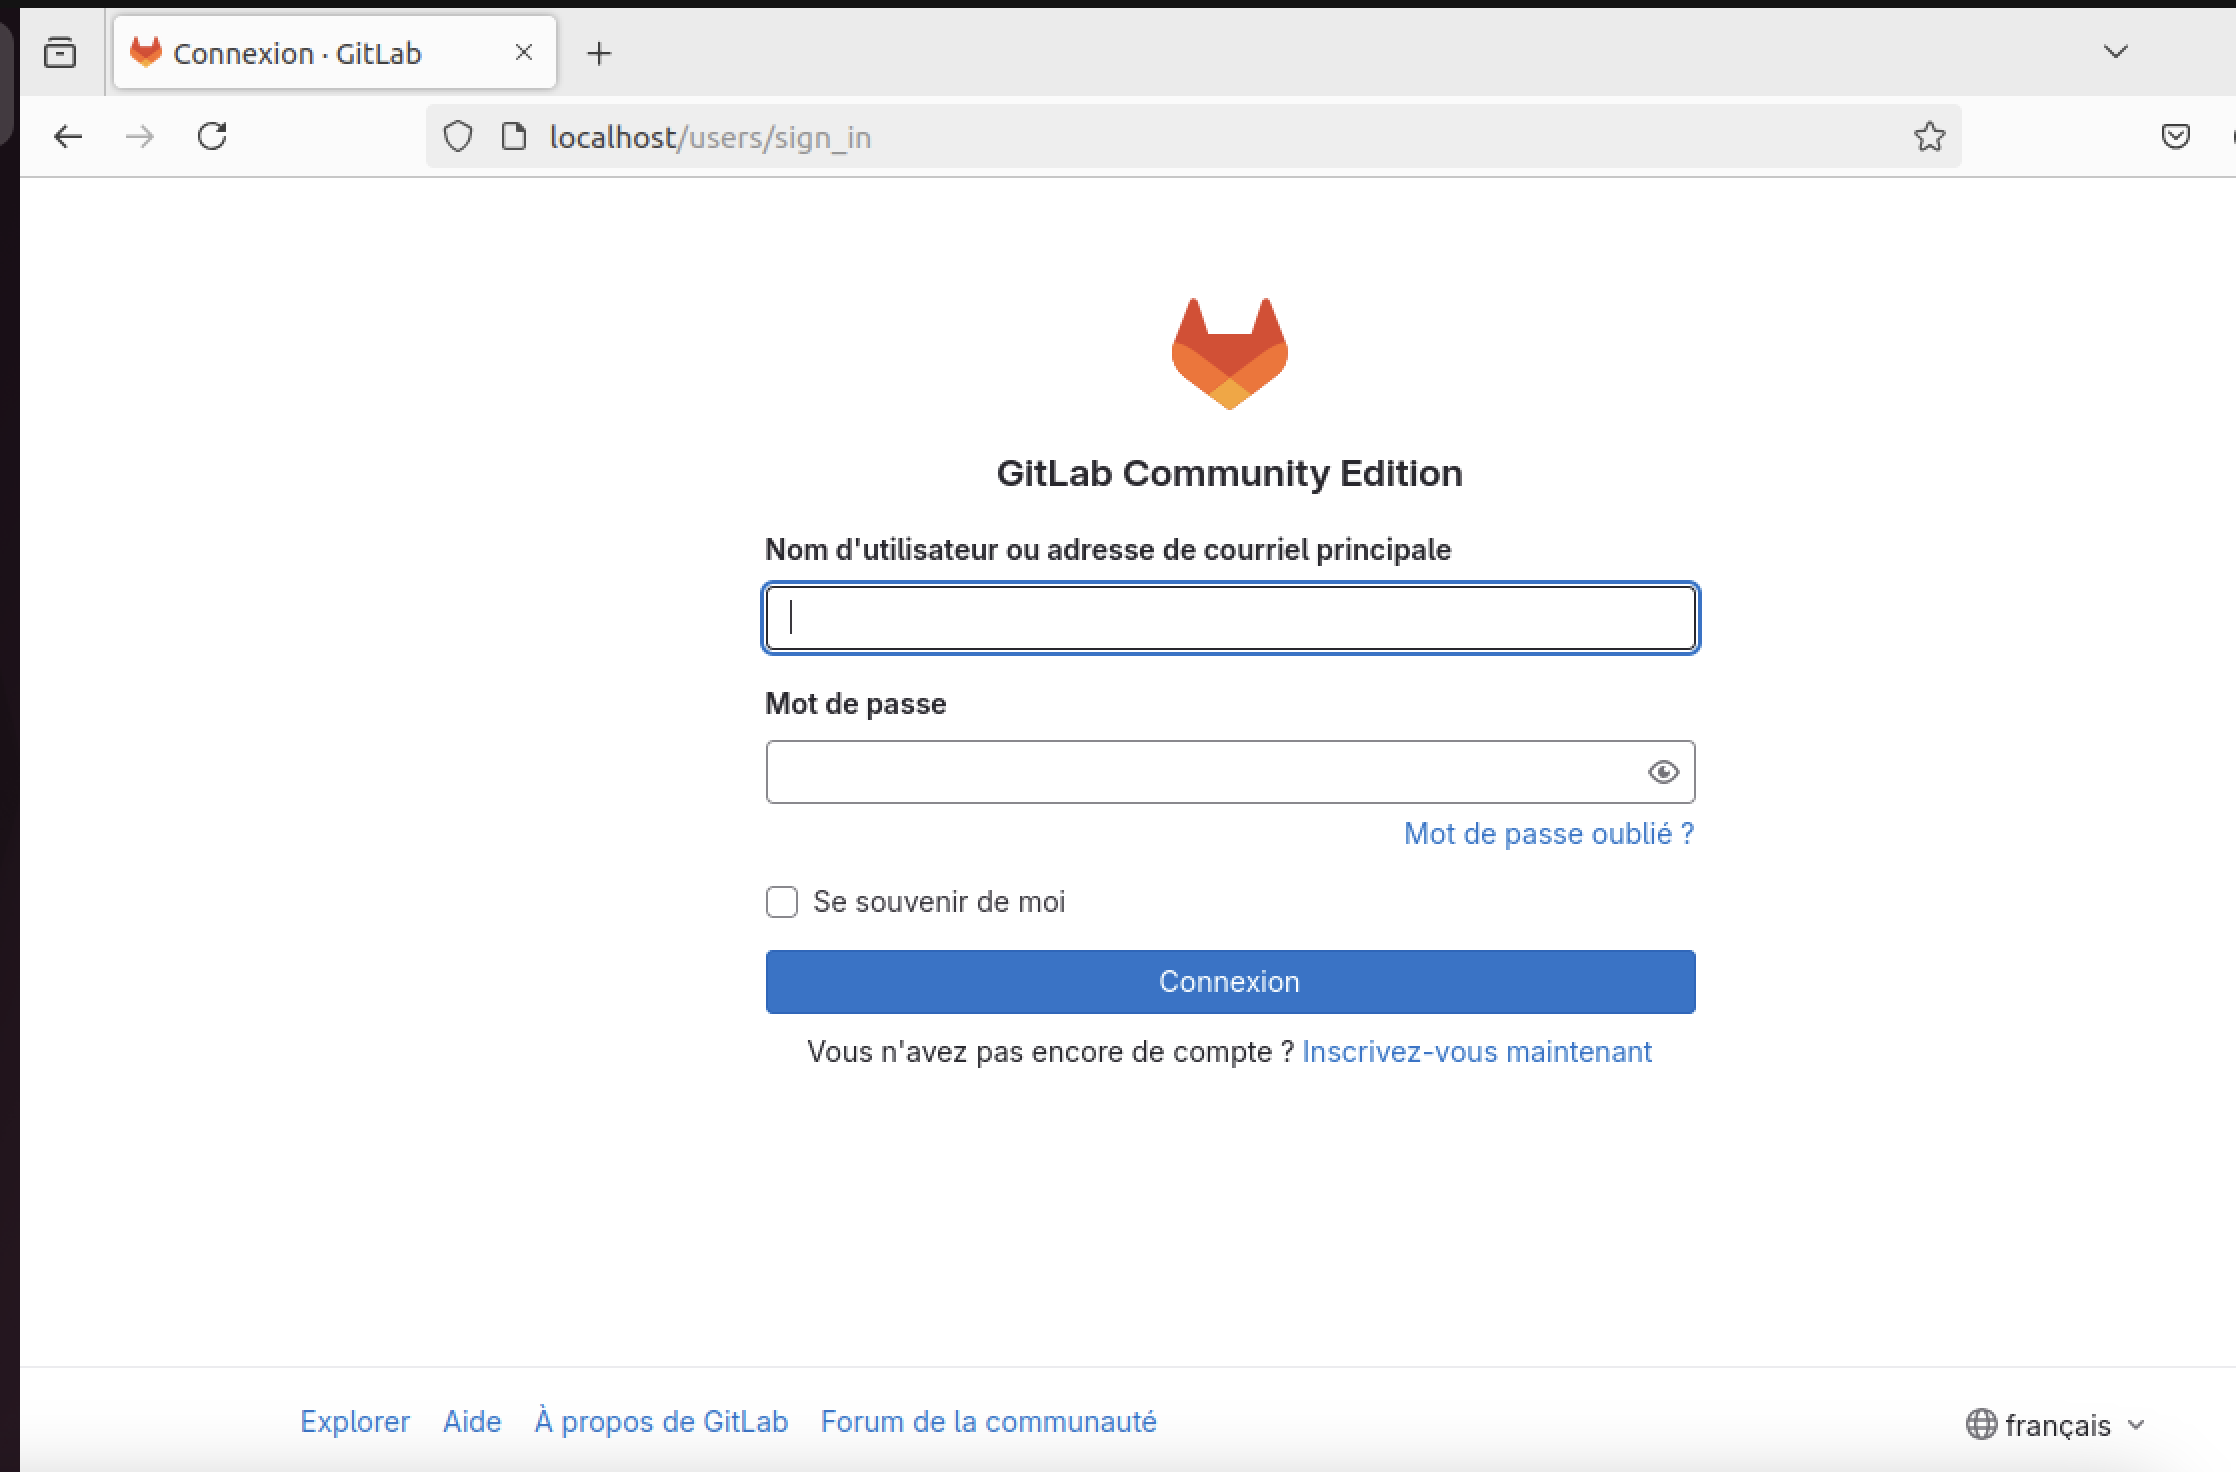 Connexion · GitLab
localhost/users/sign_in
GitLab Community Edition
Nom d'utilisateur ou adresse de courriel principale
Mot de passe
Mot de passe oublié ?
Se souvenir de moi
Connexion
Vous n'avez pas encore de compte ? Inscrivez-vous maintenant
Explorer Aide À propos de GitLab Forum de la communauté français